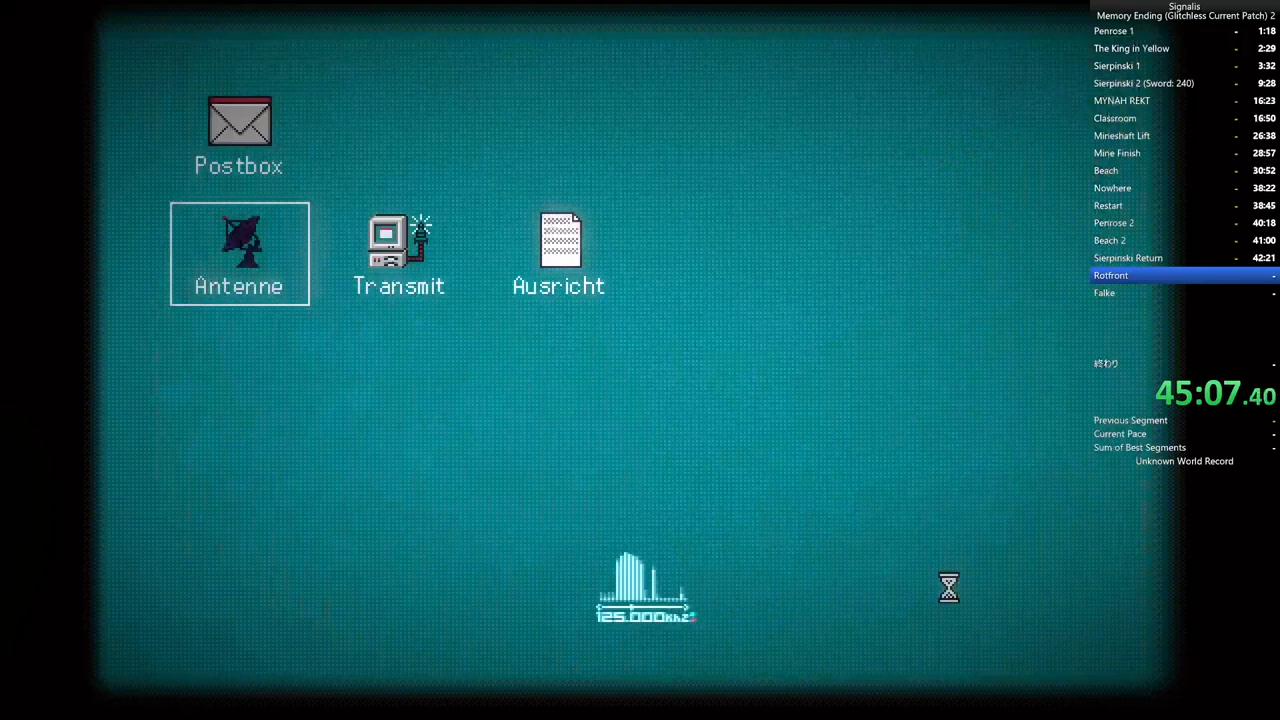 Signalis
Memory Ending (Glitchless Current Patch) 2
Penrose 1 - 1:18
The King in Yellow - 2:29
Sierpinski 1 - 3:32
Sierpinski 2 (Sword: 240) - 9:28
MYNAH REKT - 16:23
Classroom - 16:50
Mineshaft Lift - 26:38
Mine Finish - 28:57
Beach - 30:52
Nowhere - 38:22
Restart - 38:45
Penrose 2 - 40:18
Beach 2 - 41:00
Sierpinski Return - 42:21
Rotfront -
Falke -
終わり -
45:07.40
Previous Segment -
Current Pace -
Sum of Best Segments -
Unknown World Record
Postbox
Antenne Transmit Ausricht
125.000KHz